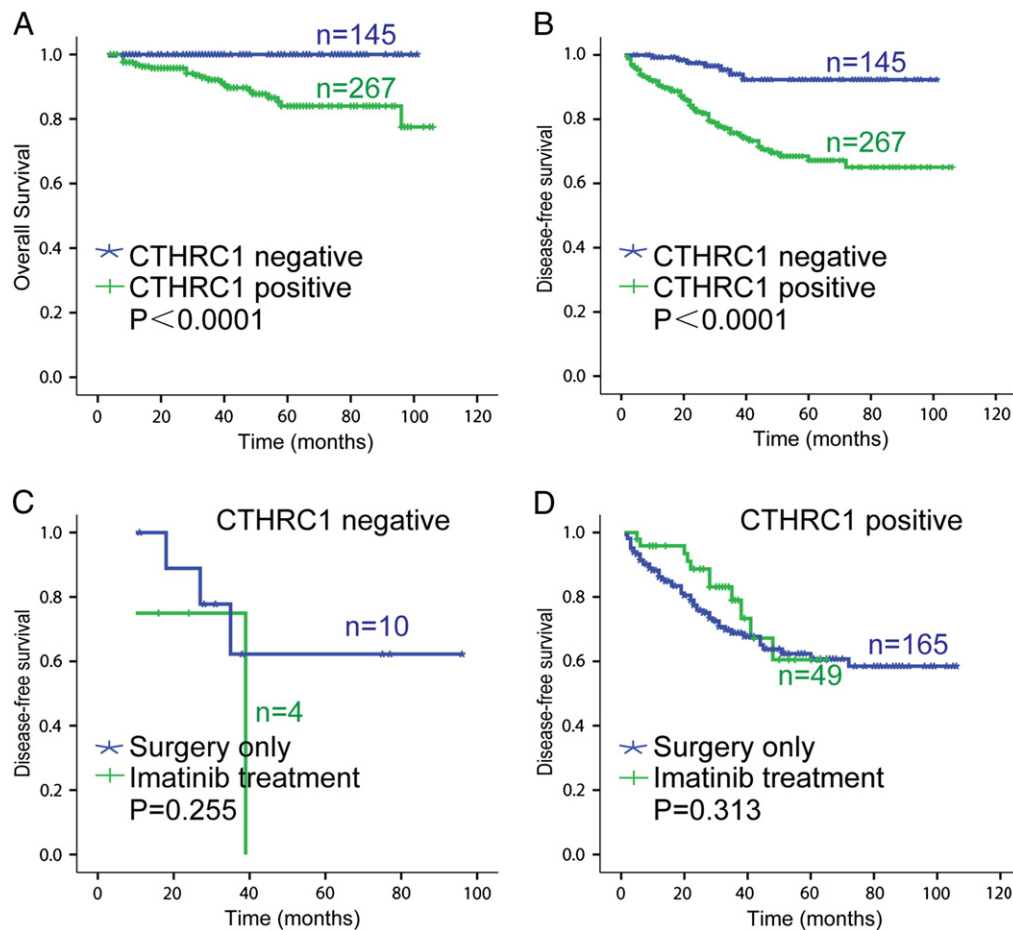 A
1.0
0.8
0.6
0.4
0.2
0.0
Overall Survival
n=145
n=267
CTHRC1 negative
CTHRC1 positive
P<0.0001
0 20 40 60 80 100 120
Time (months)
B
1.0
0.8
0.6
0.4
0.2
0.0
Disease-free survival
n=145
n=267
CTHRC1 negative
CTHRC1 positive
P<0.0001
0 20 40 60 80 100 120
Time (months)
C
CTHRC1 negative
1.0
0.8
0.6
0.4
0.2
0.0
Disease-free survival
n=10
n=4
Surgery only
Imatinib treatment
P=0.255
0 20 40 60 80 100
Time (months)
D
CTHRC1 positive
1.0
0.8
0.6
0.4
0.2
0.0
Disease-free survival
n=165
n=49
Surgery only
Imatinib treatment
P=0.313
0 20 40 60 80 100 120
Time (months)